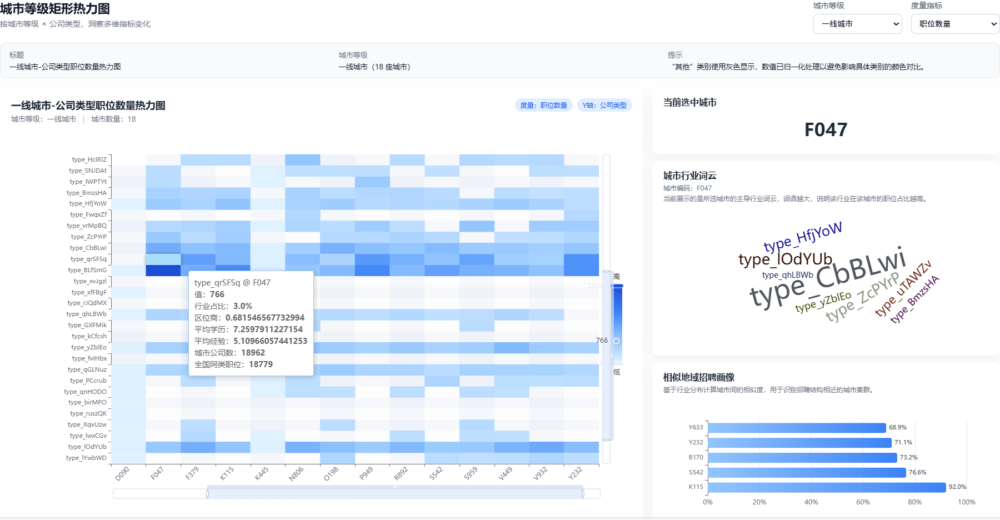 城市等级矩形热力图
按城市等级 × 公司类型，洞察多维指标变化
城市等级
度量指标
一线城市
职位数量
标题
一线城市-公司类型职位数量热力图
城市等级
一线城市（18 座城市）
提示
“其他”类别使用灰色显示，数值已归一化处理以避免影响具体类别的颜色对比。
一线城市-公司类型职位数量热力图
城市等级：一线城市 | 城市数量：18
度量：职位数量
Y轴：公司类型
type_HcIRlZ
type_SNJDAt
type_IWPTYt
type_BmzsHA
type_HfjYoW
type_FwqxZf
type_vrMpBQ
type_ZcPYrP
type_CbBLwi
type_qrSFSq
type_BLfSmG
type_xvJgzl
type_xfFBgF
type_rJQdMX
type_qhLBWb
type_GXFMik
type_kCfcsh
type_yZblEo
type_fvIHbx
type_qGLNuz
type_PCcrub
type_qnHODO
type_birMPO
type_ruszQK
type_XqvUzw
type_lwxCGv
type_lOdYUb
type_lYwbWD
D090
F047
F379
K115
K445
N806
O198
P949
R892
S542
S959
V449
V932
Y232
type_qrSFSq @ F047
值：766
行业占比：3.0%
区位商：0.681546567732994
平均学历：7.2597911227154
平均经验：5.10966057441253
城市公司数：18962
全国同类职位：18779
高
2638
766
低
当前选中城市
F047
城市行业词云
城市编码：F047
当前展示的是所选城市的主导行业词云，词语越大，说明该行业在该城市的职位占比越高。
type_HfjYoW
type_lOdYUb
type_qhLBWb
type_CbBLwi
type_yZblEo
type_ZcPYrP
type_uTAWZv
type_BmzsHA
相似地域招聘画像
基于行业分布计算城市间的相似度，用于识别招聘结构相近的城市集群。
Y633 68.9%
Y232 71.1%
B170 73.2%
S542 76.6%
K115 92.0%
0% 20% 40% 60% 80% 100%